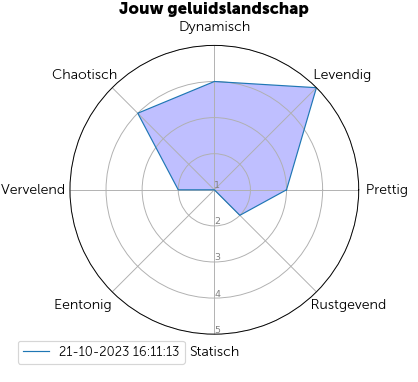 Jouw geluidslandschap
Dynamisch
Chaotisch
Levendig
Vervelend
1
Prettig
2
3
4
Eentonig
Rustgevend
5
21-10-2023 16:11:13
Statisch